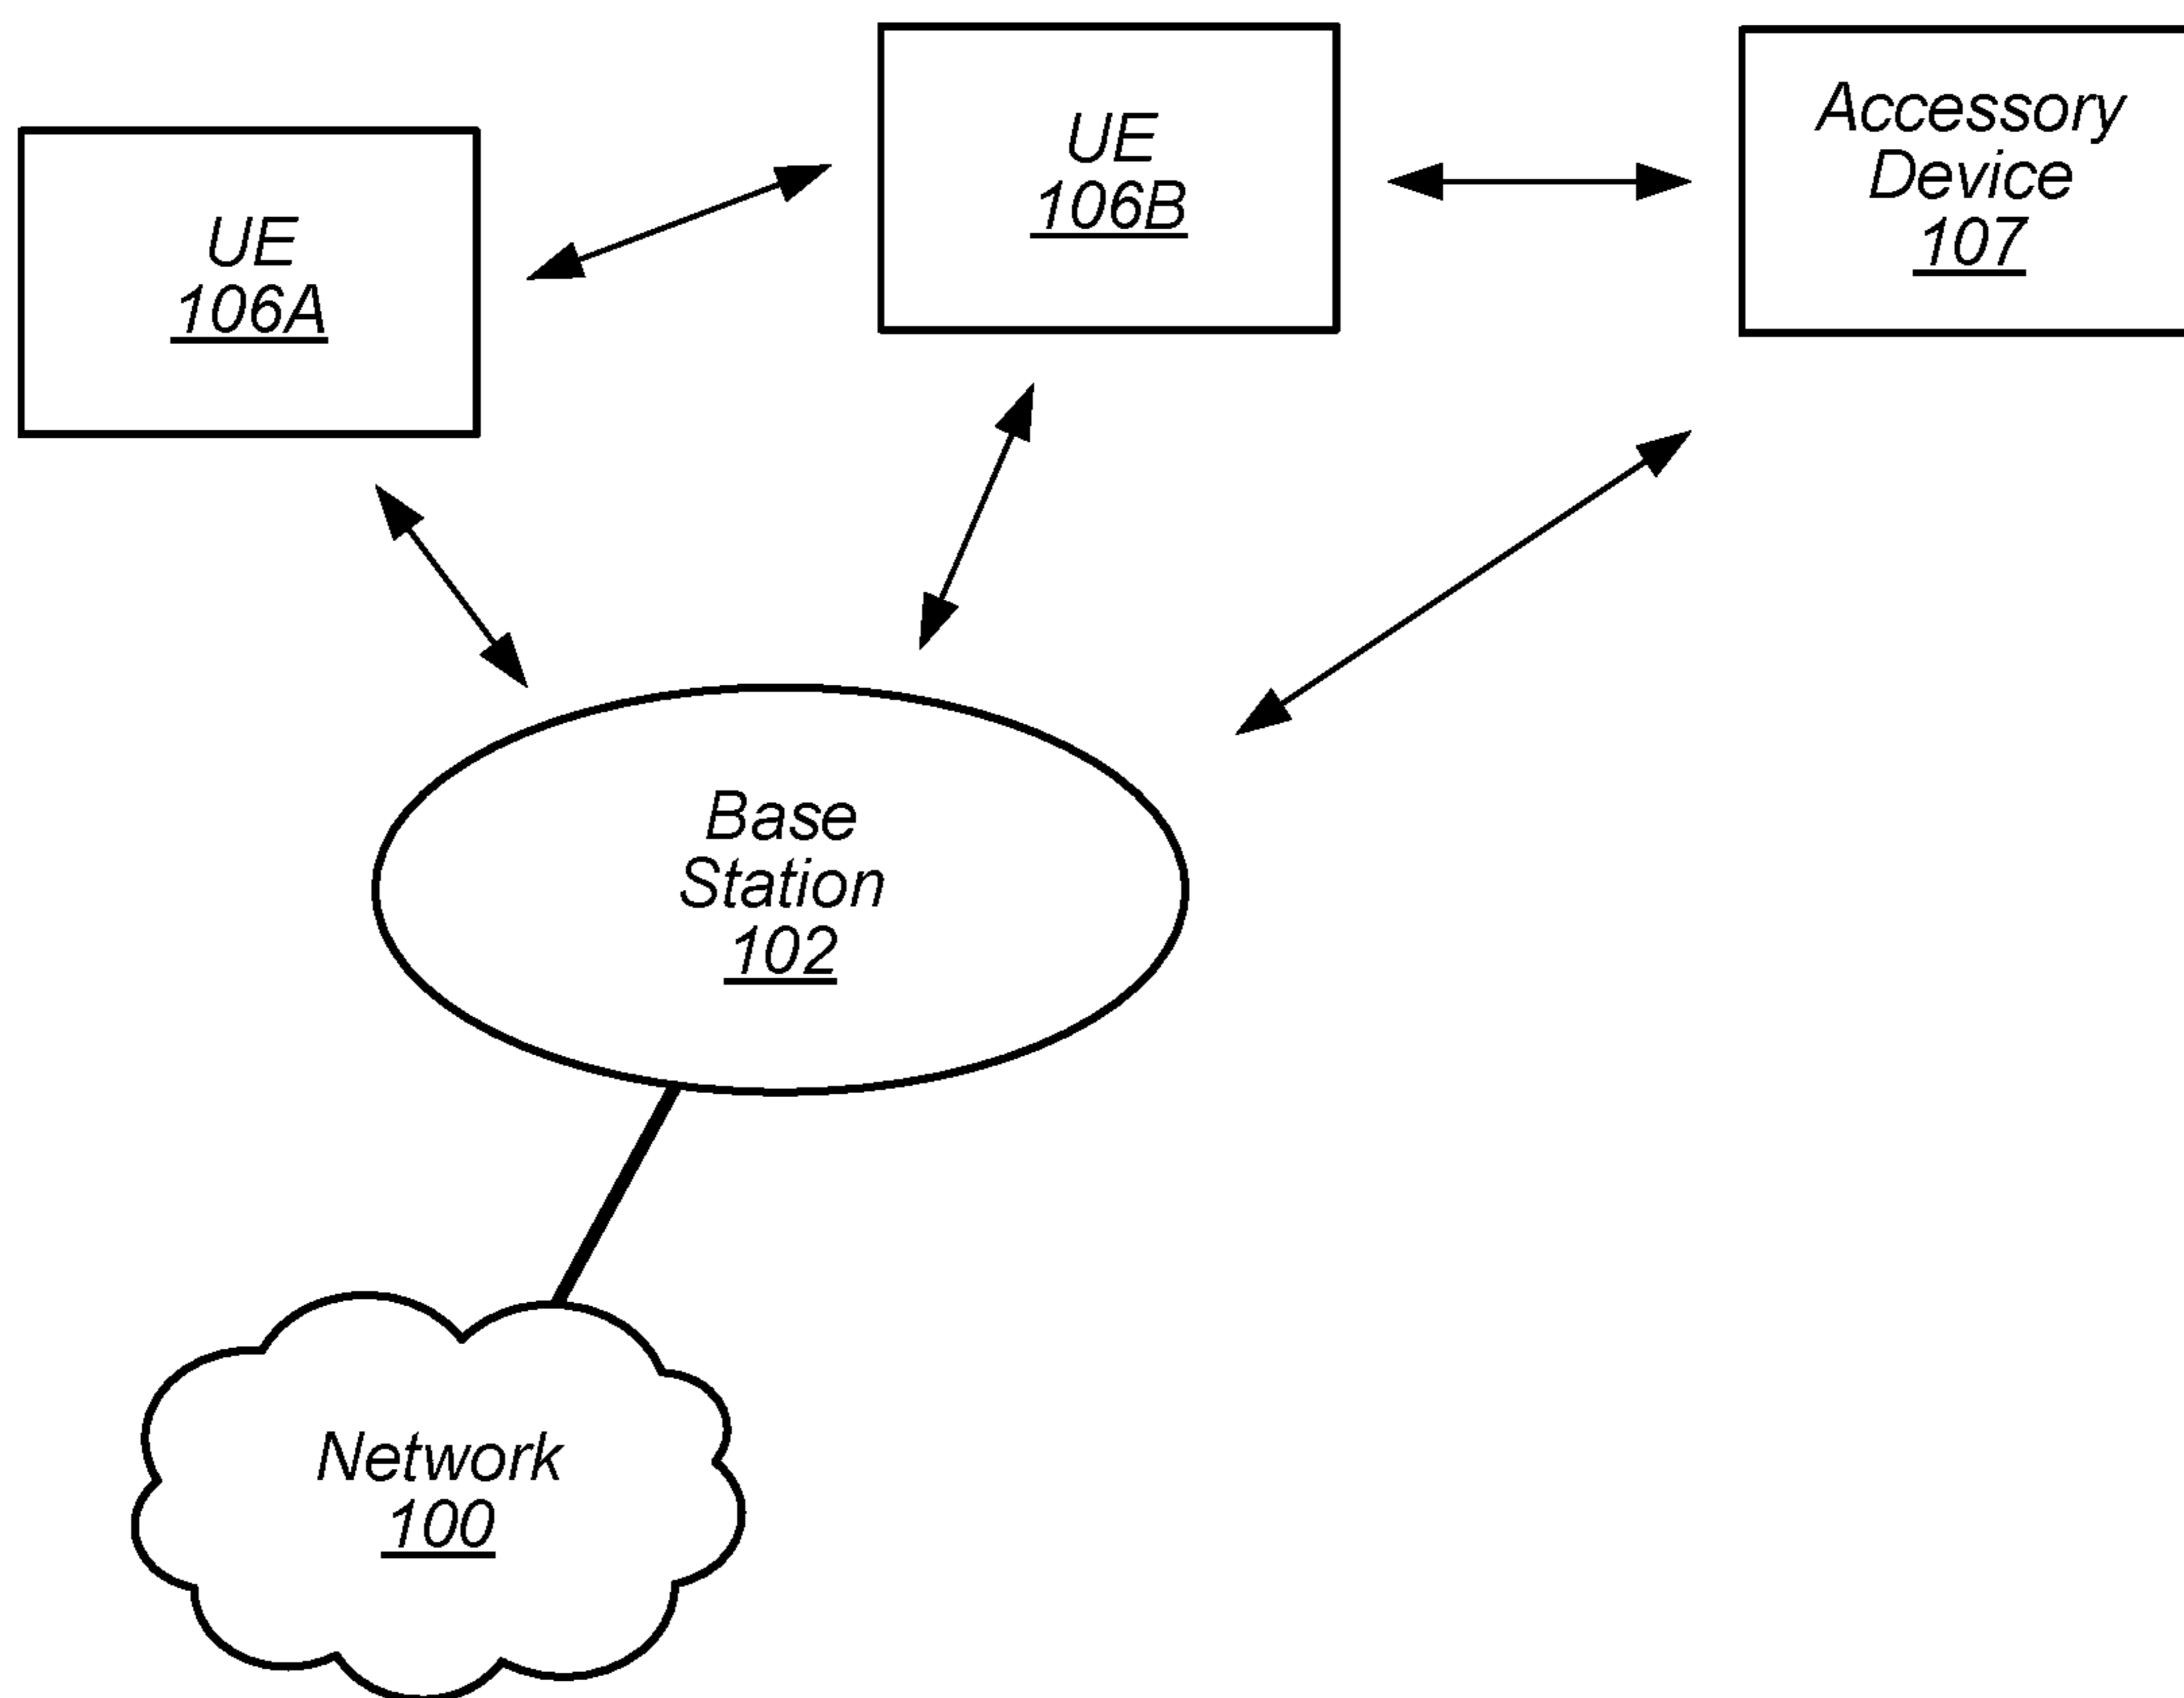 UE
106A
UE
106B
Accessory
Device
107
Base
Station
102
Network
100